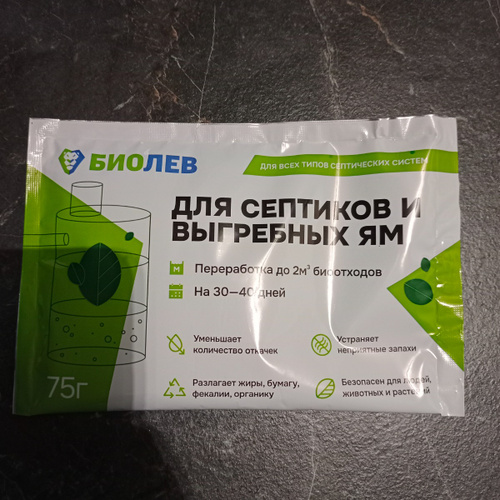 БИОЛЕВ
ДЛЯ ВСЕХ ТИПОВ СЕПТИЧЕСКИХ СИСТЕМ
ДЛЯ СЕПТИКОВ И
ВЫГРЕБНЫХ ЯМ
М
Переработка до 2м³ биоотходов
На 30—40 дней
Уменьшает
количество откачек
Устраняет
неприятные запахи
Разлагает жиры, бумагу,
фекалии, органику
Безопасен для людей,
животных и растений
75г